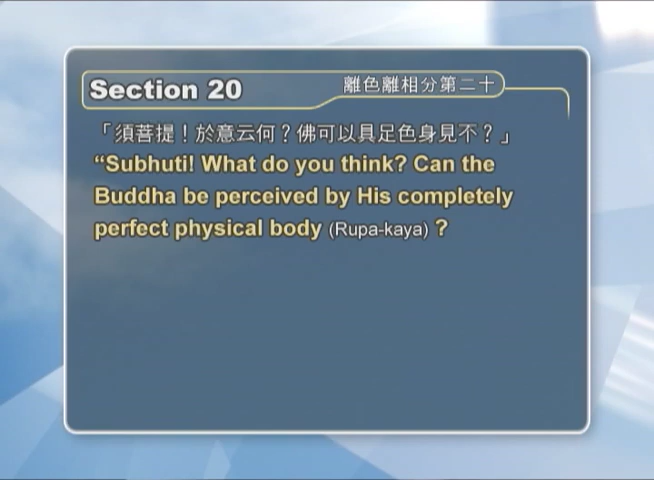 Section 20
離色離相分第二十
「須菩提！於意云何？佛可以具足色身見不？」
“Subhuti! What do you think? Can the
Buddha be perceived by His completely
perfect physical body (Rupa-kaya) ?